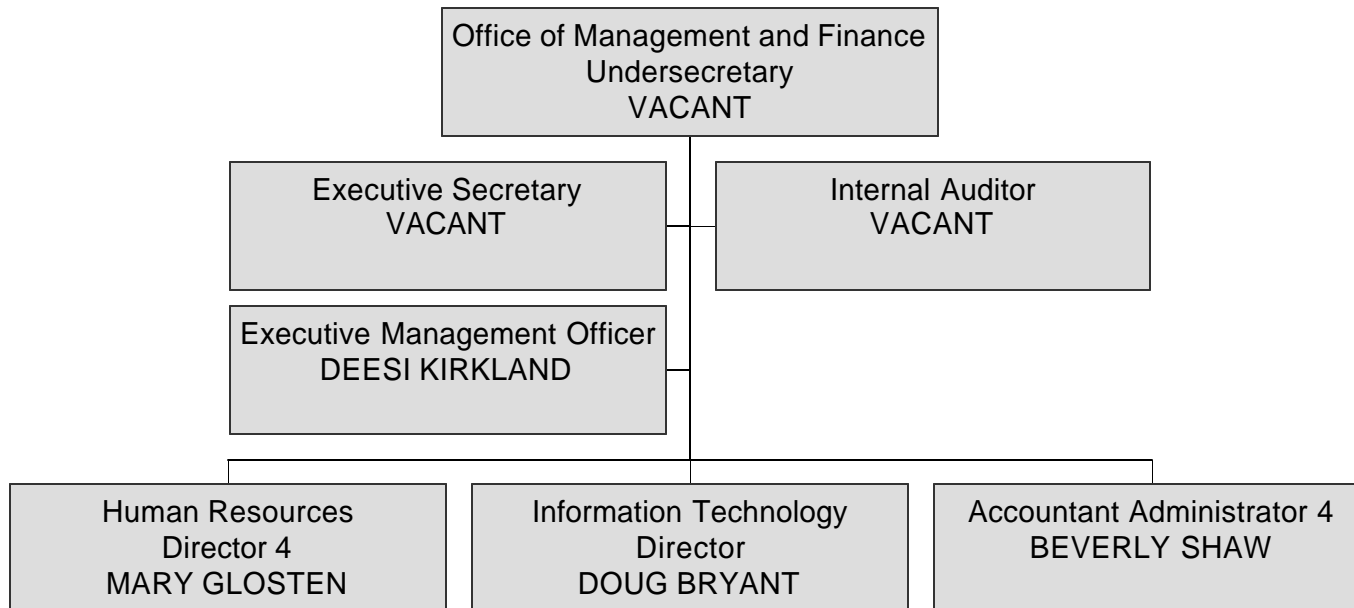 Office of Management and Finance
Undersecretary
VACANT
Executive Secretary
VACANT
Internal Auditor
VACANT
Executive Management Officer
DEESI KIRKLAND
Human Resources
Director 4
MARY GLOSTEN
Information Technology
Director
DOUG BRYANT
Accountant Administrator 4
BEVERLY SHAW